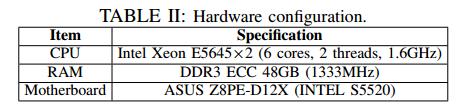 TABLE II: Hardware configuration.
Item Specification
CPU Intel Xeon E5645×2 (6 cores, 2 threads, 1.6GHz)
RAM DDR3 ECC 48GB (1333MHz)
Motherboard ASUS Z8PE-D12X (INTEL S5520)